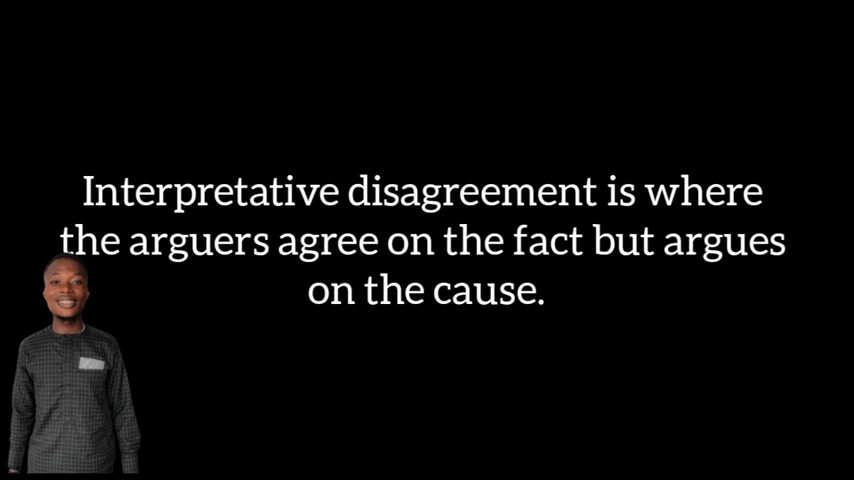 Interpretative disagreement is where
the arguers agree on the fact but argues
on the cause.